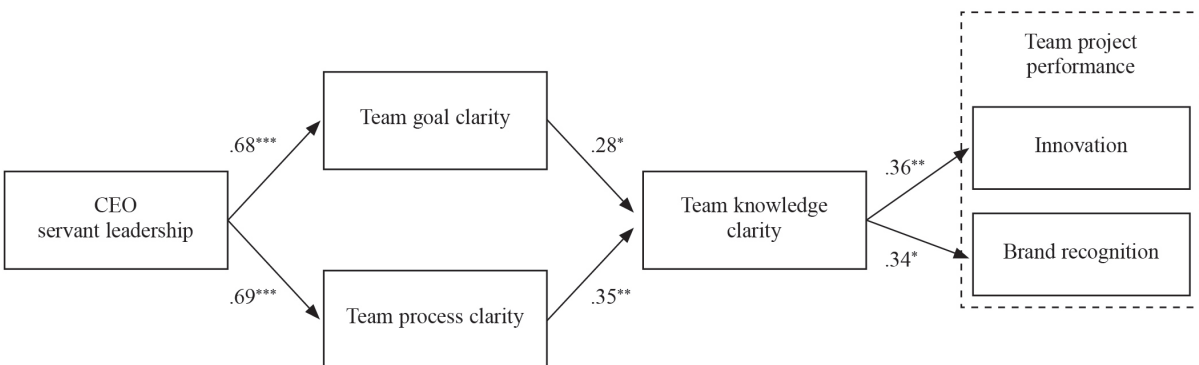 Team project
performance
Team goal clarity
.68***
.28*
Innovation
.36**
CEO
servant leadership
Team knowledge
clarity
Brand recognition
.34*
.69***
.35**
Team process clarity